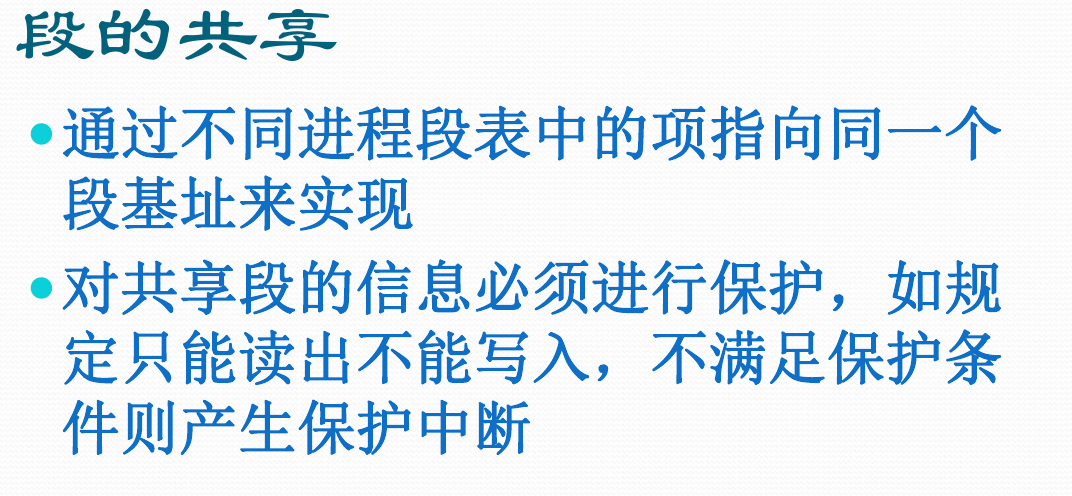 段的共享
•通过不同进程段表中的项指向同一个
段基址来实现
•对共享段的信息必须进行保护，如规
定只能读出不能写入，不满足保护条
件则产生保护中断